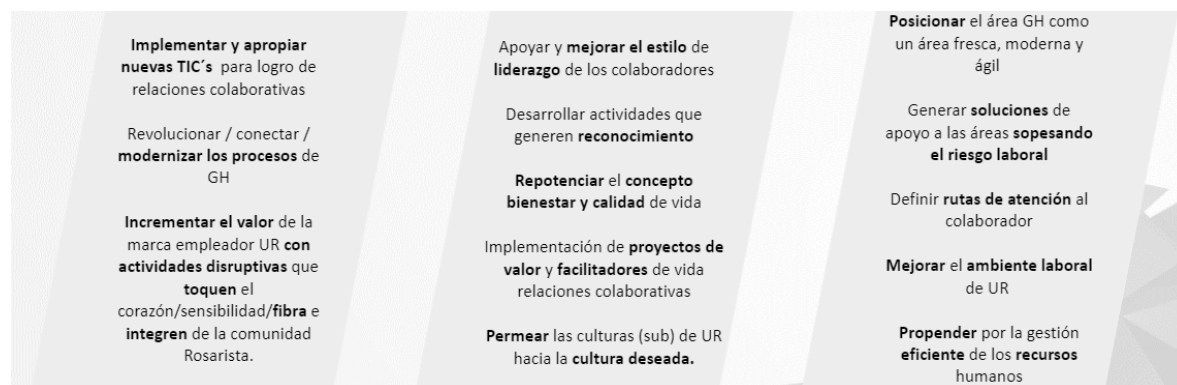 Implementar y apropiar
nuevas TIC´s para logro de
relaciones colaborativas
Revolucionar / conectar /
modernizar los procesos de
GH
Incrementar el valor de la
marca empleador UR con
actividades disruptivas que
toquen el
corazón/sensibilidad/fibra e
integren de la comunidad
Rosarista.
Apoyar y mejorar el estilo de
liderazgo de los colaboradores
Desarrollar actividades que
generen reconocimiento
Repotenciar el concepto
bienestar y calidad de vida
Implementación de proyectos de
valor y facilitadores de vida
relaciones colaborativas
Permear las culturas (sub) de UR
hacia la cultura deseada.
Posicionar el área GH como
un área fresca, moderna y
ágil
Generar soluciones de
apoyo a las áreas sopesando
el riesgo laboral
Definir rutas de atención al
colaborador
Mejorar el ambiente laboral
de UR
Propender por la gestión
eficiente de los recursos
humanos